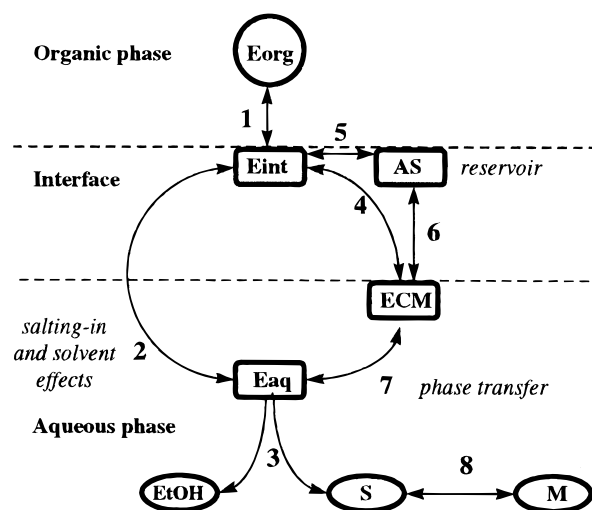 Organic phase
Eorg
1
5
Interface
Eint
AS
reservoir
4
6
ECM
salting-in
and solvent
effects
2
Eaq
7
phase transfer
Aqueous phase
3
8
EtOH
S
M